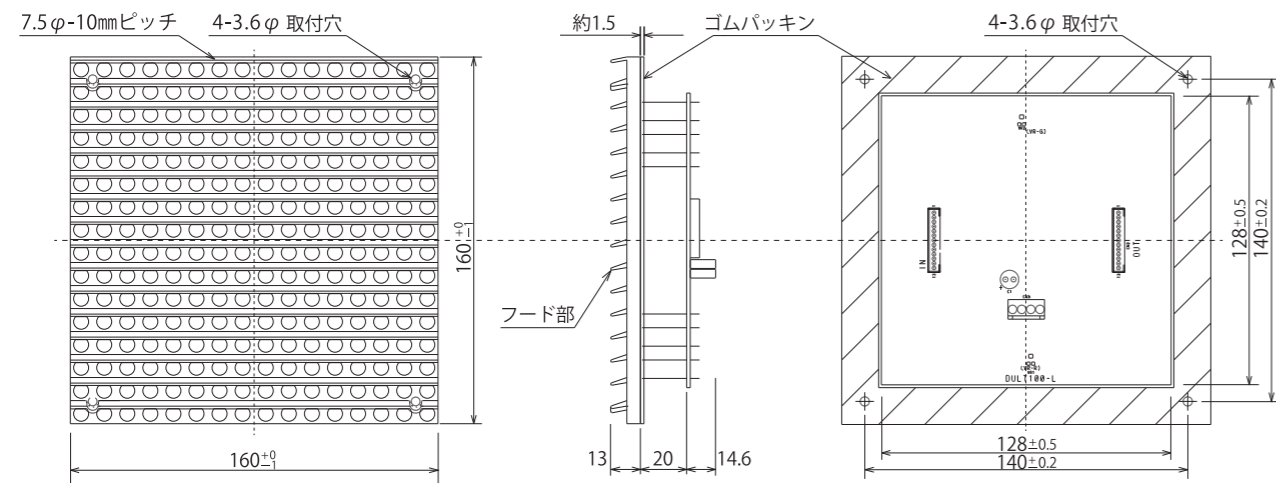 7.5φ-10㎜ピッチ
4-3.6φ 取付穴
約1.5
ゴムパッキン
4-3.6φ 取付穴
160 +0 -1
160 +0 -1
フード部
13
20
14.6
IN
OUT
DULT100-L
128±0.5
140±0.2
128±0.5
140±0.2